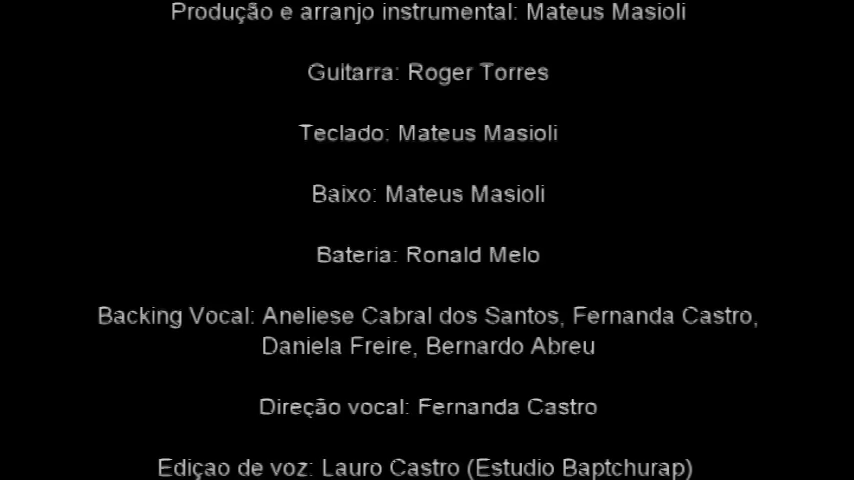 Produção e arranjo instrumental: Mateus Masioli
Guitarra: Roger Torres
Teclado: Mateus Masioli
Baixo: Mateus Masioli
Bateria: Ronald Melo
Backing Vocal: Aneliese Cabral dos Santos, Fernanda Castro,
Daniela Freire, Bernardo Abreu
Direção vocal: Fernanda Castro
Ediçao de voz: Lauro Castro (Estudio Baptchurap)